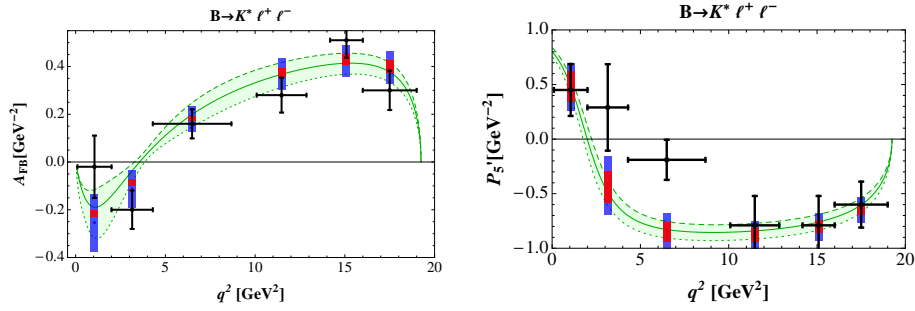 B→K* ℓ⁺ ℓ⁻
A_FB[GeV⁻²]
0.4
0.2
0.0
−0.2
−0.4
0 5 10 15 20
q² [GeV²]
B→K* ℓ⁺ ℓ⁻
P₅'[GeV⁻²]
1.0
0.5
0.0
−0.5
−1.0
0 5 10 15 20
q² [GeV²]